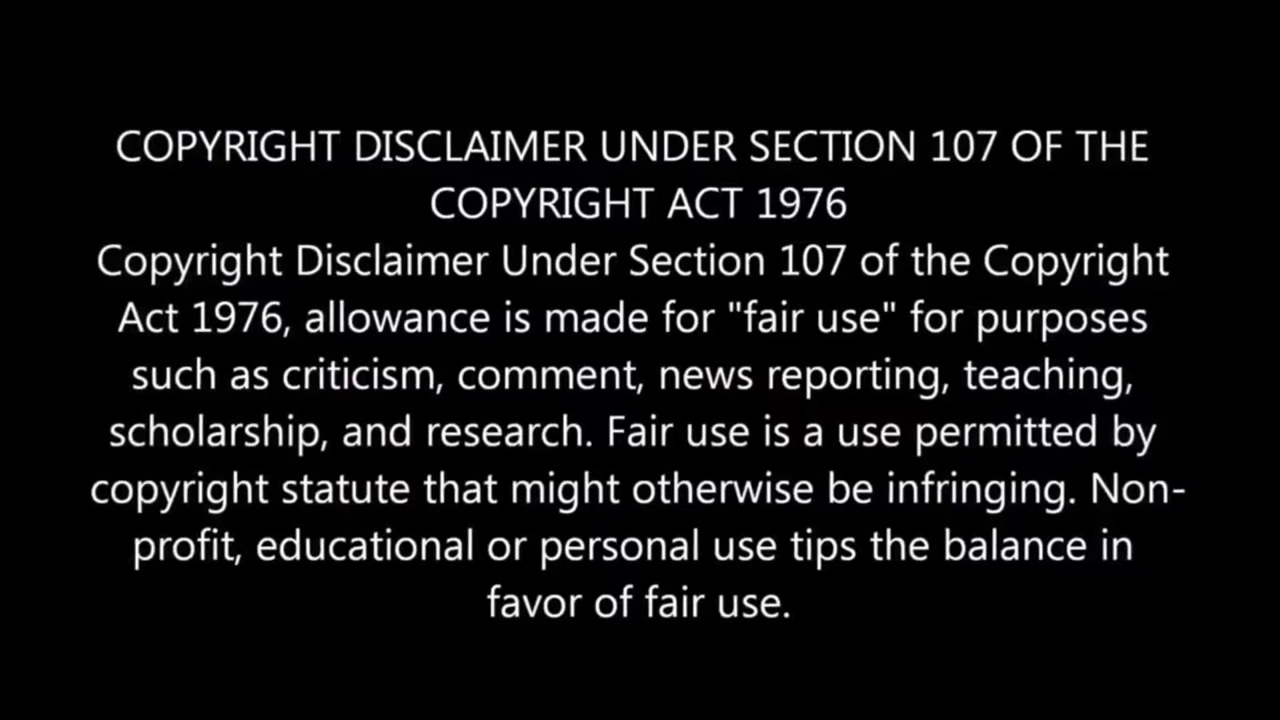 COPYRIGHT DISCLAIMER UNDER SECTION 107 OF THE
COPYRIGHT ACT 1976
Copyright Disclaimer Under Section 107 of the Copyright
Act 1976, allowance is made for "fair use" for purposes
such as criticism, comment, news reporting, teaching,
scholarship, and research. Fair use is a use permitted by
copyright statute that might otherwise be infringing. Non-
profit, educational or personal use tips the balance in
favor of fair use.